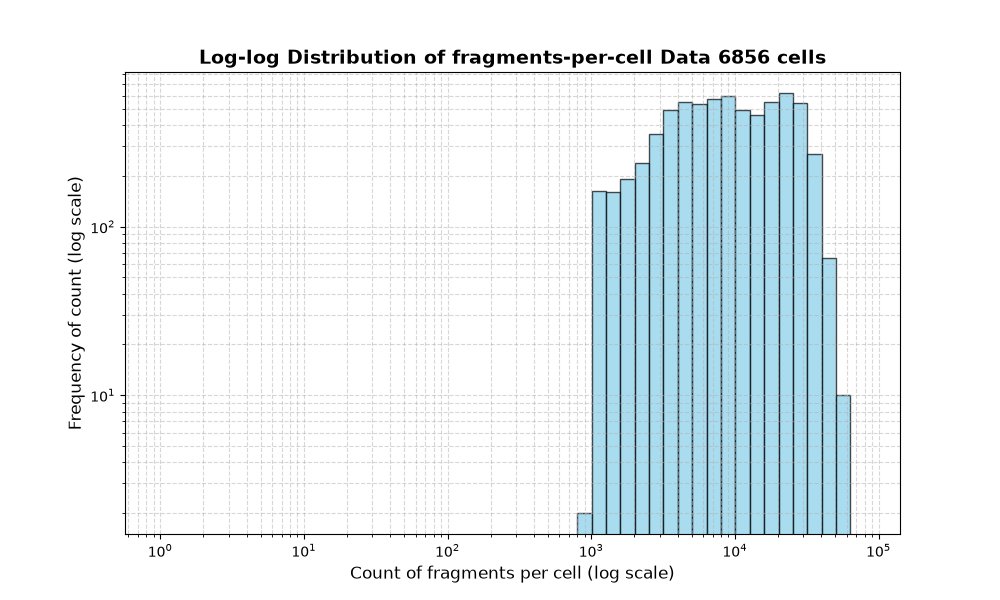 Log-log Distribution of fragments-per-cell Data 6856 cells
Frequency of count (log scale)
10²
10¹
10⁰ 10¹ 10² 10³ 10⁴ 10⁵
Count of fragments per cell (log scale)